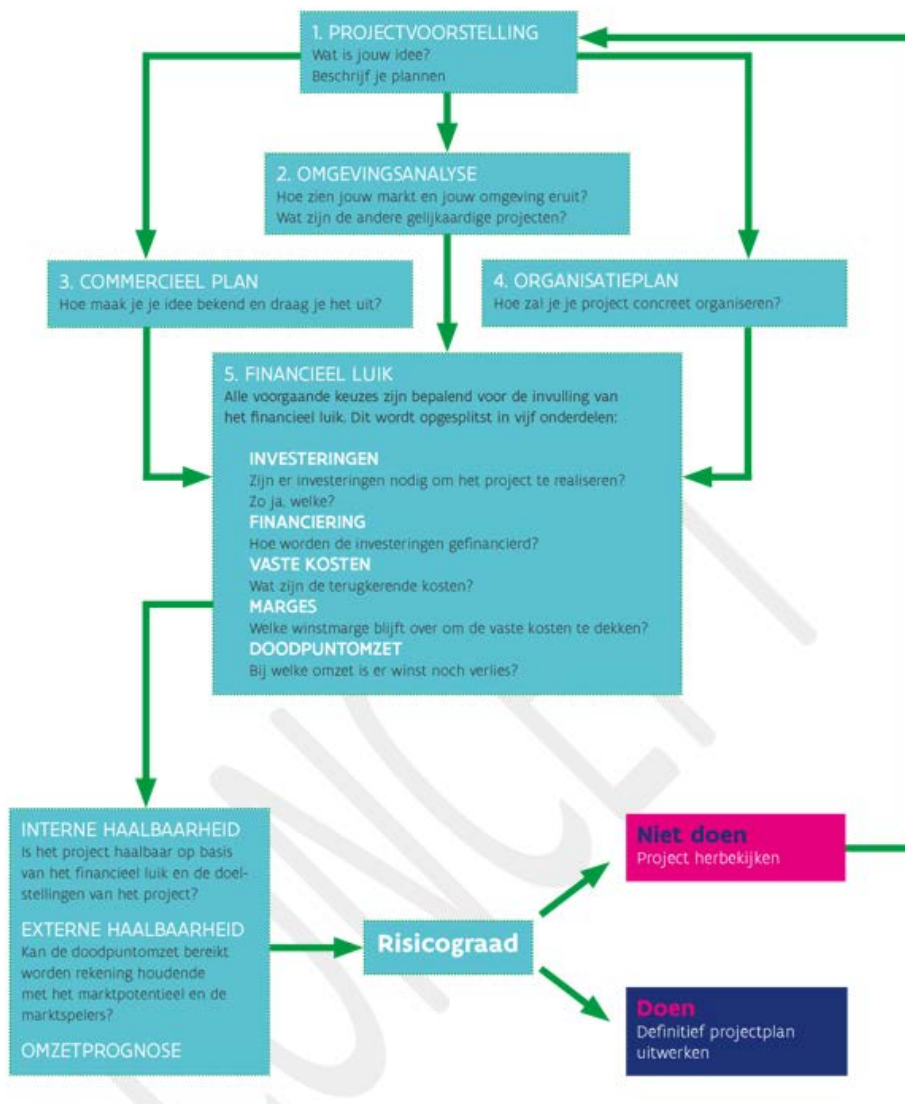 1. PROJECTVOORSTELLING
Wat is jouw idee?
Beschrijf je plannen
2. OMGEVINGSANALYSE
Hoe zien jouw markt en jouw omgeving eruit?
Wat zijn de andere gelijkaardige projecten?
3. COMMERCIEEL PLAN
Hoe maak je je idee bekend en draag je het uit?
4. ORGANISATIEPLAN
Hoe zal je je project concreet organiseren?
5. FINANCIEEL LUIK
Alle voorgaande keuzes zijn bepalend voor de invulling van
het financieel luik. Dit wordt opgesplitst in vijf onderdelen:
INVESTERINGEN
Zijn er investeringen nodig om het project te realiseren?
Zo ja, welke?
FINANCIERING
Hoe worden de investeringen gefinancierd?
VASTE KOSTEN
Wat zijn de terugkerende kosten?
MARGES
Welke winstmarge blijft over om de vaste kosten te dekken?
DOODPUNTOMZET
Bij welke omzet is er winst noch verlies?
INTERNE HAALBAARHEID
Is het project haalbaar op basis
van het financieel luik en de doel-
stellingen van het project?
EXTERNE HAALBAARHEID
Kan de doodpuntomzet bereikt
worden rekening houdende
met het marktpotentieel en de
marktspelers?
OMZETPROGNOSE
Risicograad
Niet doen
Project herbekijken
Doen
Definitief projectplan
uitwerken